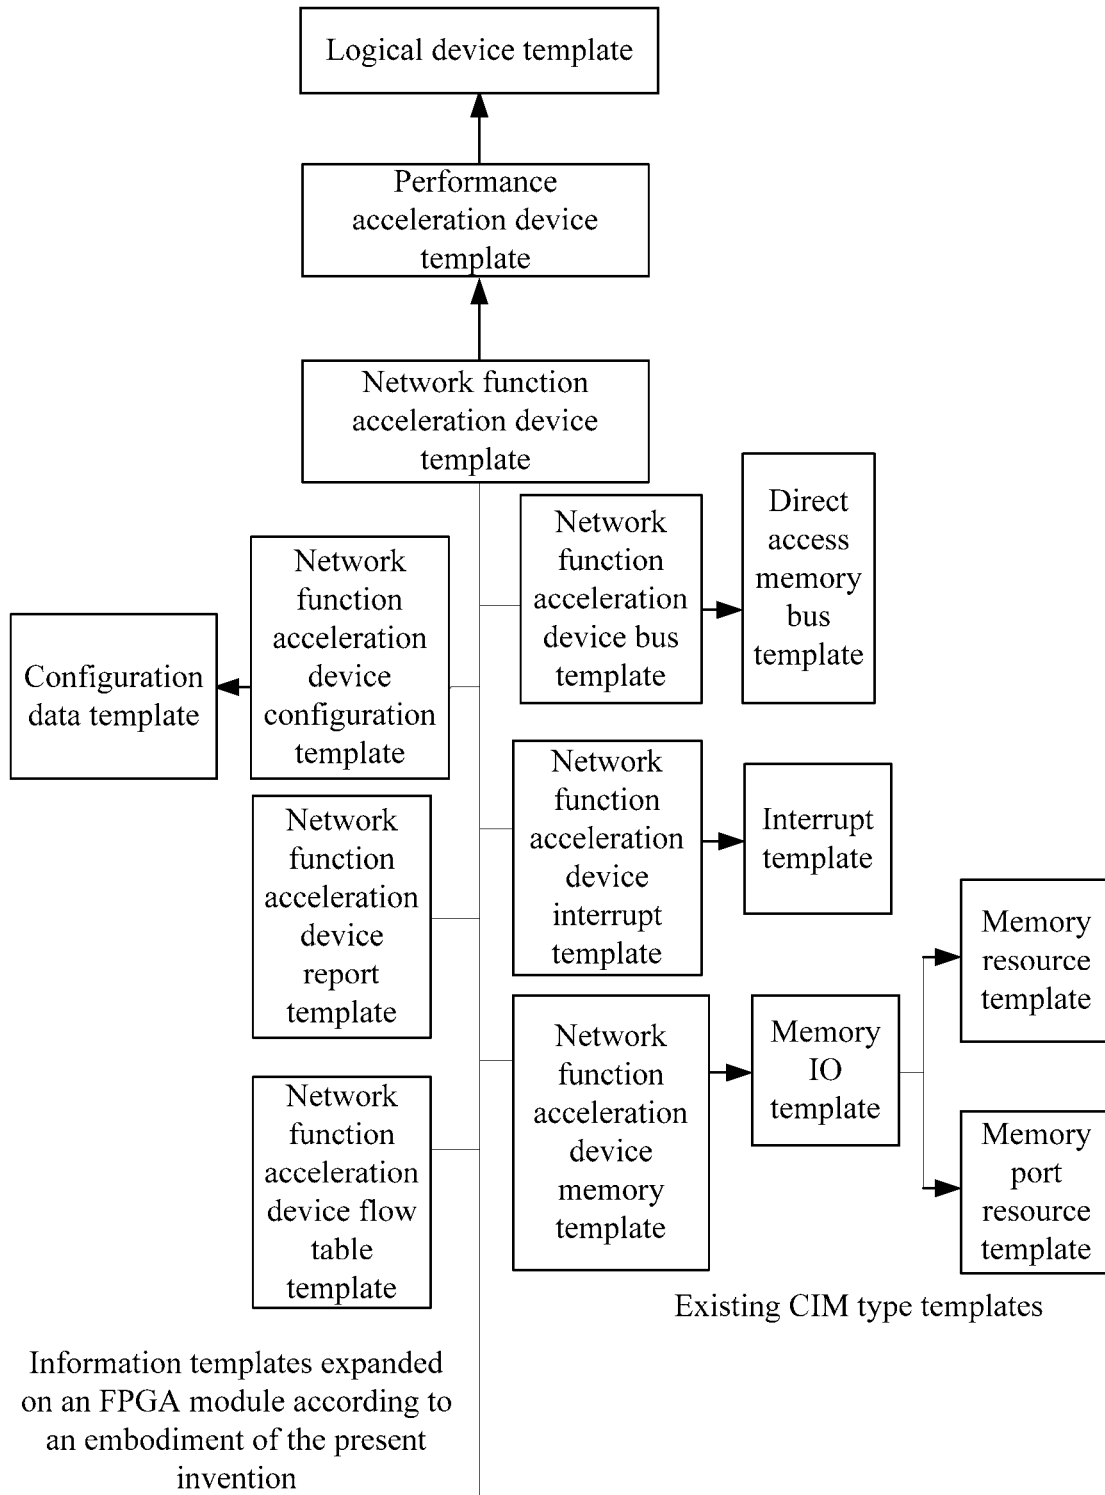 Logical device template
Performance
acceleration device
template
Network function
acceleration device
template
Network
function
acceleration
device bus
template
Direct
access
memory
bus
template
Network
function
acceleration
device
configuration
template
Configuration
data template
Network
function
acceleration
device
interrupt
template
Interrupt
template
Network
function
acceleration
device
report
template
Network
function
acceleration
device
memory
template
Memory
IO
template
Memory
resource
template
Memory
port
resource
template
Network
function
acceleration
device flow
table
template
Existing CIM type templates
Information templates expanded
on an FPGA module according to
an embodiment of the present
invention